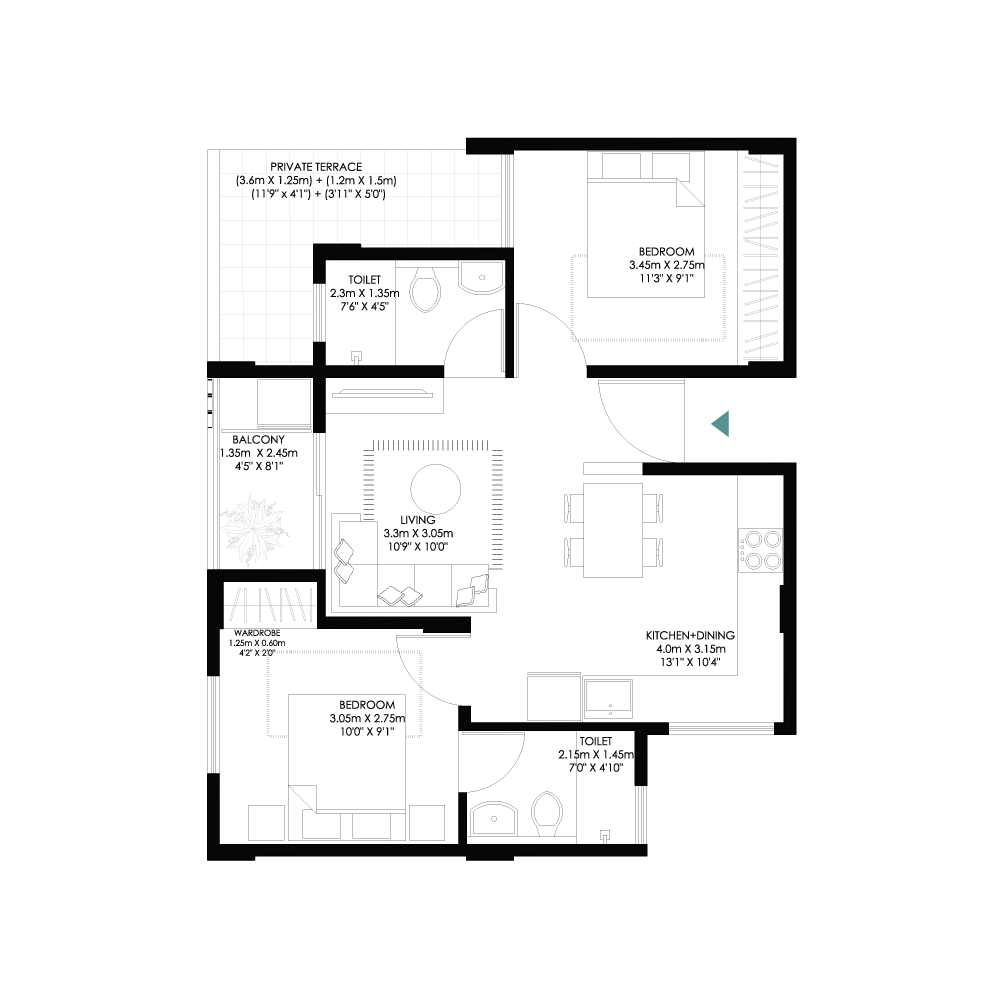 PRIVATE TERRACE
(3.6m X 1.25m) + (1.2m X 1.5m)
(11'9" x 4'1") + (3'11" X 5'0")
BEDROOM
3.45m X 2.75m
11'3" X 9'1"
TOILET
2.3m X 1.35m
7'6" X 4'5"
BALCONY
1.35m X 2.45m
4'5" X 8'1"
LIVING
3.3m X 3.05m
10'9" X 10'0"
WARDROBE
1.25m X 0.60m
4'2" X 2'0"
KITCHEN+DINING
4.0m X 3.15m
13'1" X 10'4"
BEDROOM
3.05m X 2.75m
10'0" X 9'1"
TOILET
2.15m X 1.45m
7'0" X 4'10"